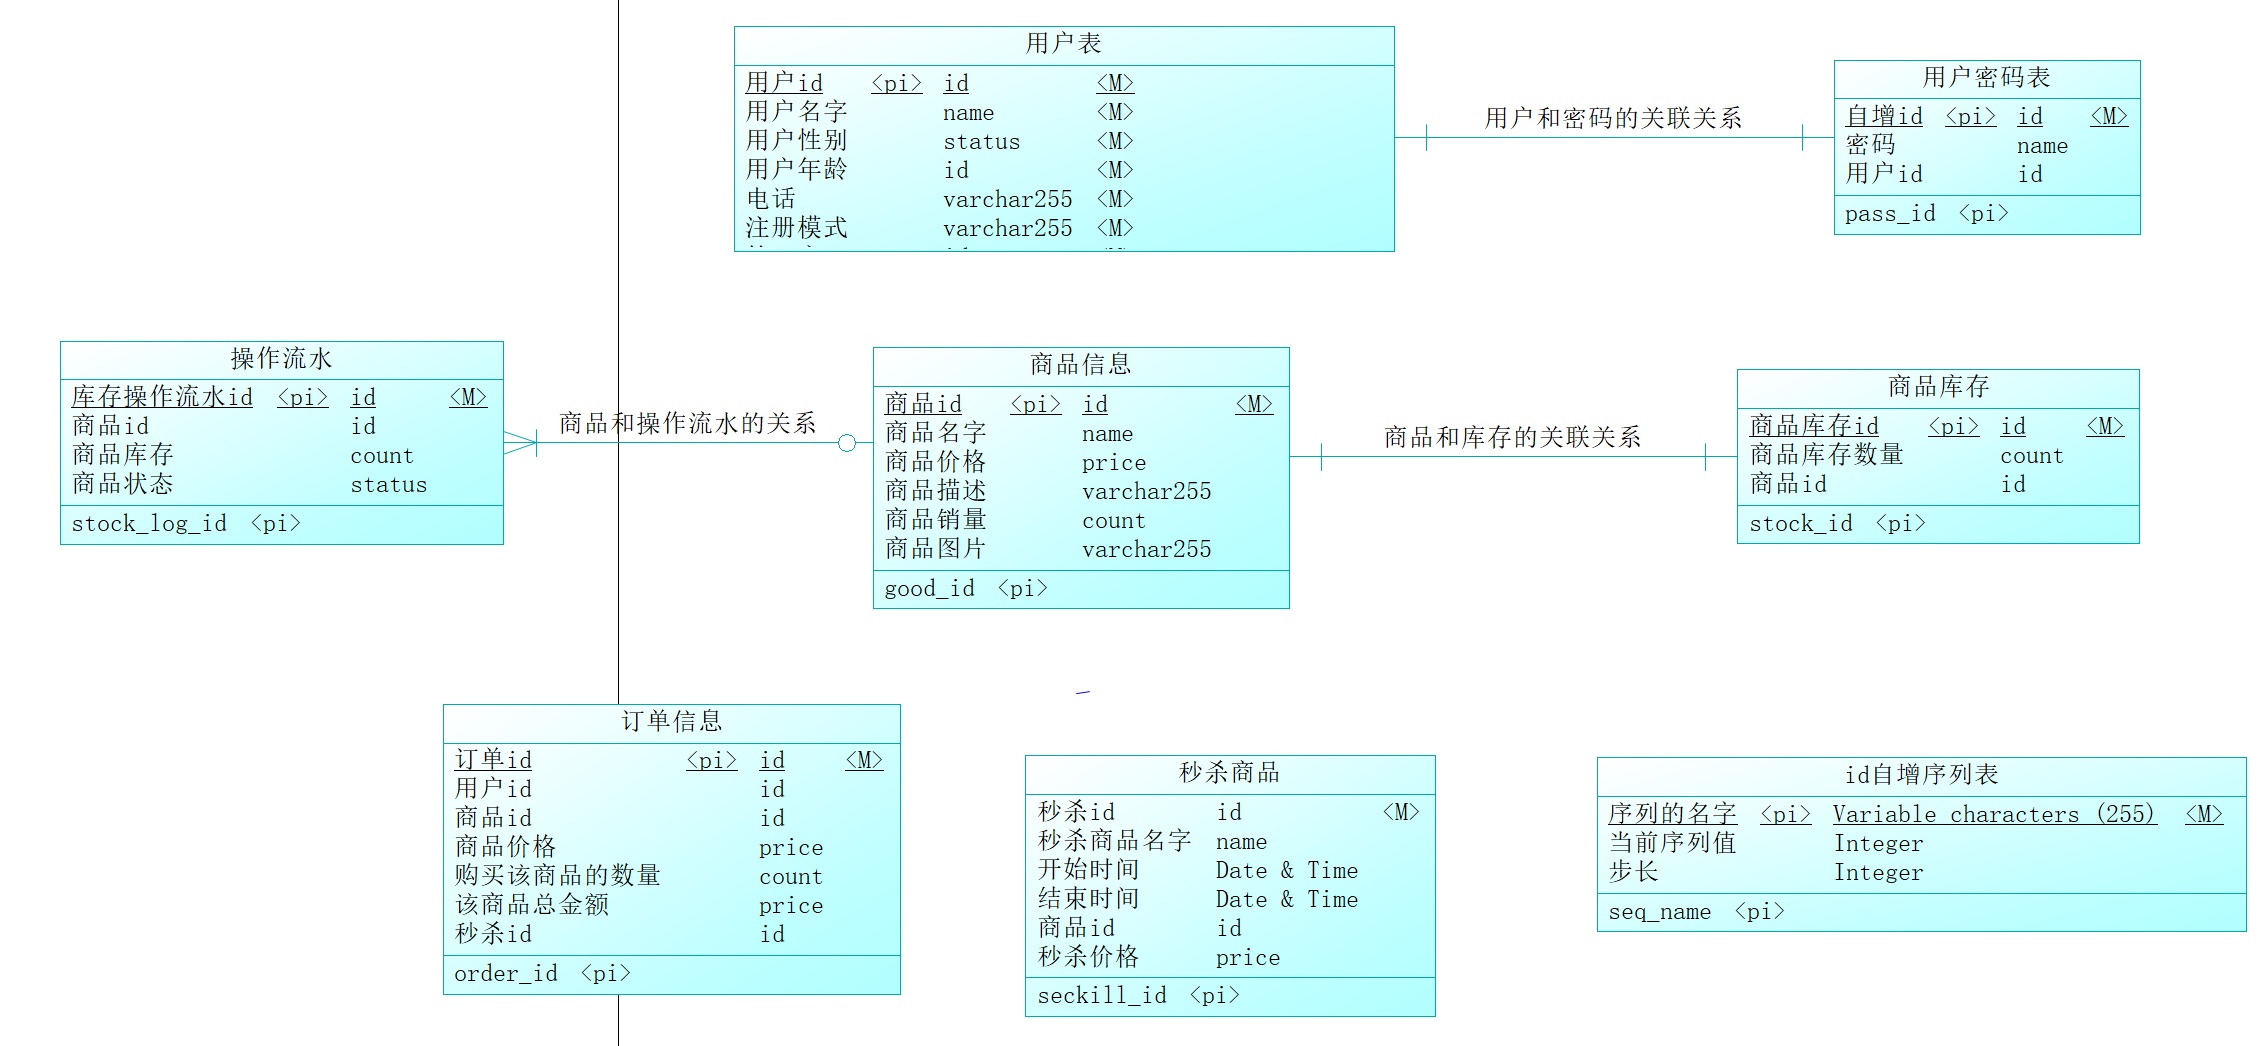 用户表
用户id <pi> id <M>
用户名字 name <M>
用户性别 status <M>
用户年龄 id <M>
电话 varchar255 <M>
注册模式 varchar255 <M>
用户和密码的关联关系
用户密码表
自增id <pi> id <M>
密码 name
用户id id
pass_id <pi>
操作流水
库存操作流水id <pi> id <M>
商品id id
商品库存 count
商品状态 status
stock_log_id <pi>
商品和操作流水的关系
商品信息
商品id <pi> id <M>
商品名字 name
商品价格 price
商品描述 varchar255
商品销量 count
商品图片 varchar255
good_id <pi>
商品和库存的关联关系
商品库存
商品库存id <pi> id <M>
商品库存数量 count
商品id id
stock_id <pi>
订单信息
订单id <pi> id <M>
用户id id
商品id id
商品价格 price
购买该商品的数量 count
该商品总金额 price
秒杀id id
order_id <pi>
秒杀商品
秒杀id id <M>
秒杀商品名字 name
开始时间 Date & Time
结束时间 Date & Time
商品id id
秒杀价格 price
seckill_id <pi>
id自增序列表
序列的名字 <pi> Variable characters (255) <M>
当前序列值 Integer
步长 Integer
seq_name <pi>